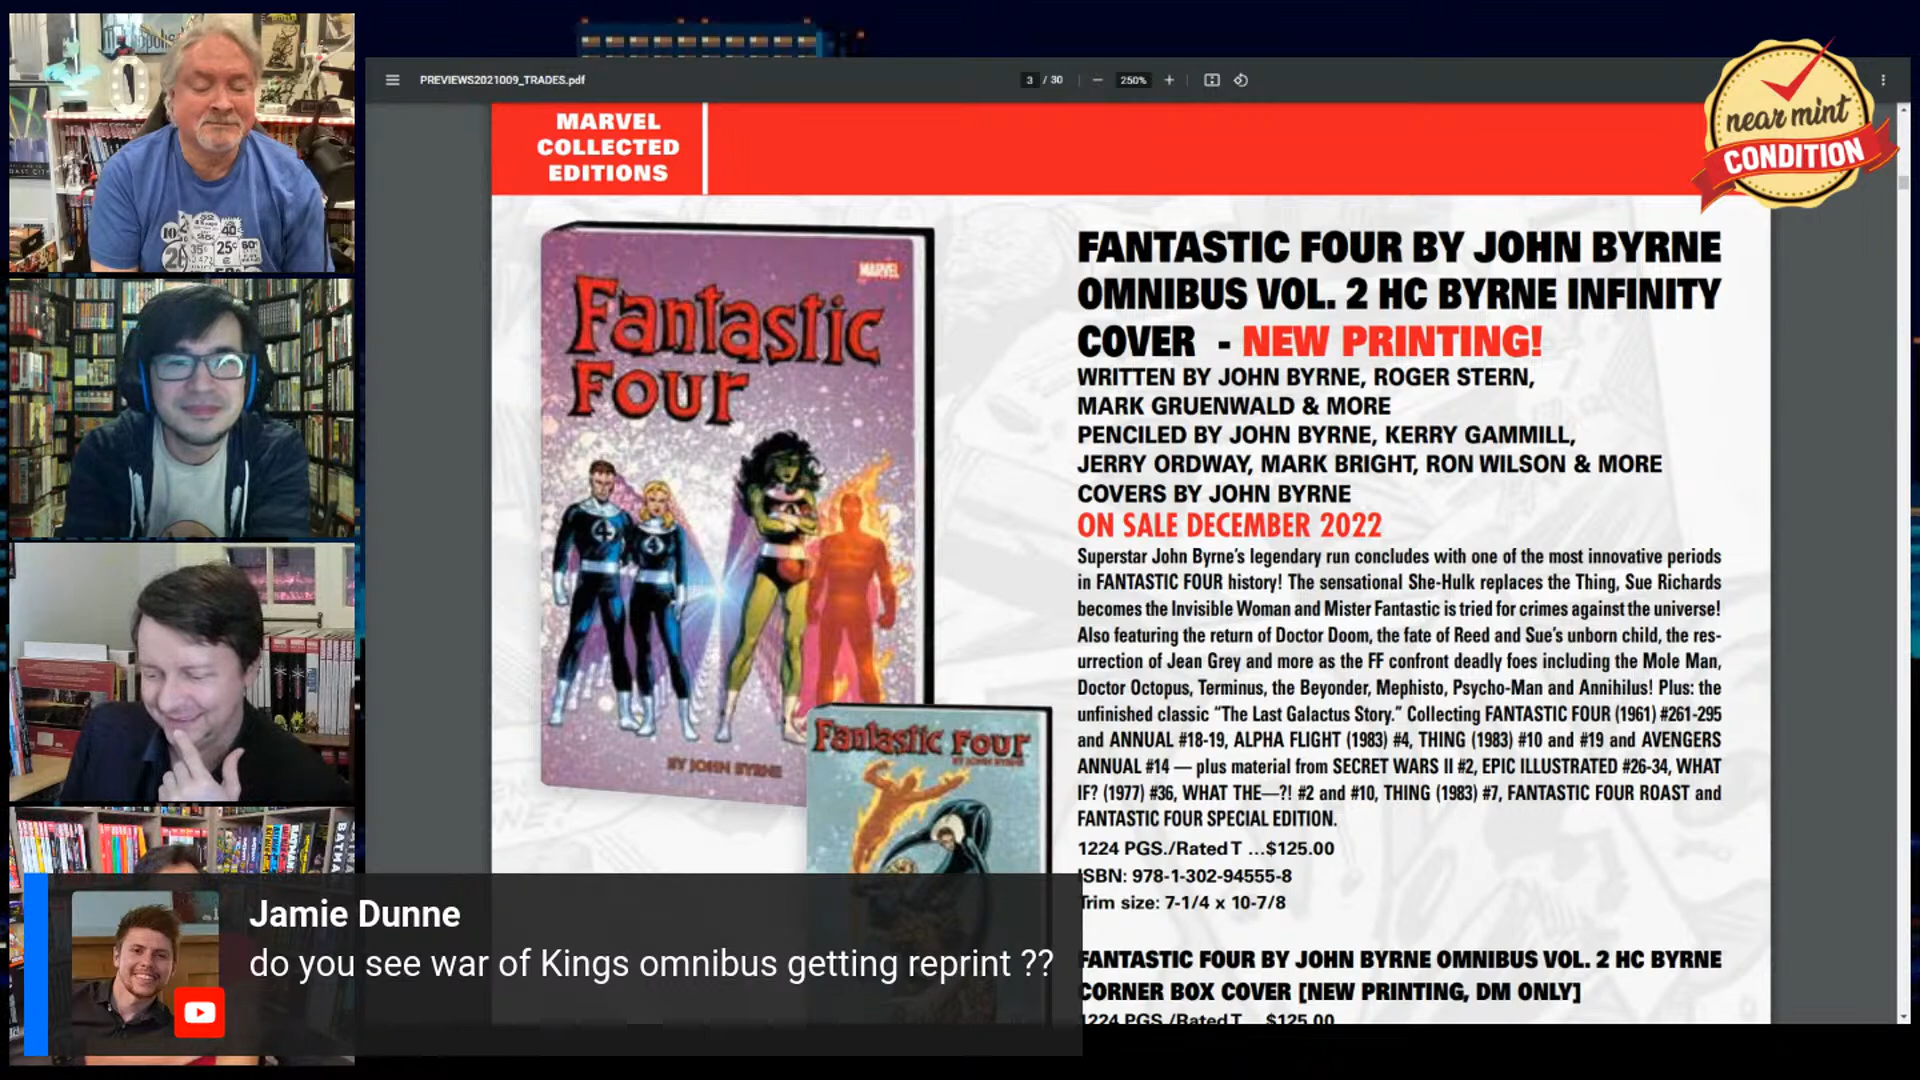 PREVIEWS2021009_TRADES.pdf
3 / 30
250%
near mint
CONDITION
MARVEL
COLLECTED
EDITIONS
MARVEL
Fantastic
Four
BY JOHN BYRNE
Fantastic Four
BY JOHN BYRNE
FANTASTIC FOUR BY JOHN BYRNE
OMNIBUS VOL. 2 HC BYRNE INFINITY
COVER - NEW PRINTING!
WRITTEN BY JOHN BYRNE, ROGER STERN,
MARK GRUENWALD & MORE
PENCILED BY JOHN BYRNE, KERRY GAMMILL,
JERRY ORDWAY, MARK BRIGHT, RON WILSON & MORE
COVERS BY JOHN BYRNE
ON SALE DECEMBER 2022
Superstar John Byrne's legendary run concludes with one of the most innovative periods
in FANTASTIC FOUR history! The sensational She-Hulk replaces the Thing, Sue Richards
becomes the Invisible Woman and Mister Fantastic is tried for crimes against the universe!
Also featuring the return of Doctor Doom, the fate of Reed and Sue's unborn child, the res-
urrection of Jean Grey and more as the FF confront deadly foes including the Mole Man,
Doctor Octopus, Terminus, the Beyonder, Mephisto, Psycho-Man and Annihilus! Plus: the
unfinished classic "The Last Galactus Story." Collecting FANTASTIC FOUR (1961) #261-295
and ANNUAL #18-19, ALPHA FLIGHT (1983) #4, THING (1983) #10 and #19 and AVENGERS
ANNUAL #14 — plus material from SECRET WARS II #2, EPIC ILLUSTRATED #26-34, WHAT
IF? (1977) #36, WHAT THE—?! #2 and #10, THING (1983) #7, FANTASTIC FOUR ROAST and
FANTASTIC FOUR SPECIAL EDITION.
1224 PGS./Rated T ...$125.00
ISBN: 978-1-302-94555-8
Trim size: 7-1/4 x 10-7/8
FANTASTIC FOUR BY JOHN BYRNE OMNIBUS VOL. 2 HC BYRNE
CORNER BOX COVER [NEW PRINTING, DM ONLY]
1224 PGS./Rated T... $125.00
Jamie Dunne
do you see war of Kings omnibus getting reprint ??
25¢
BATMAN